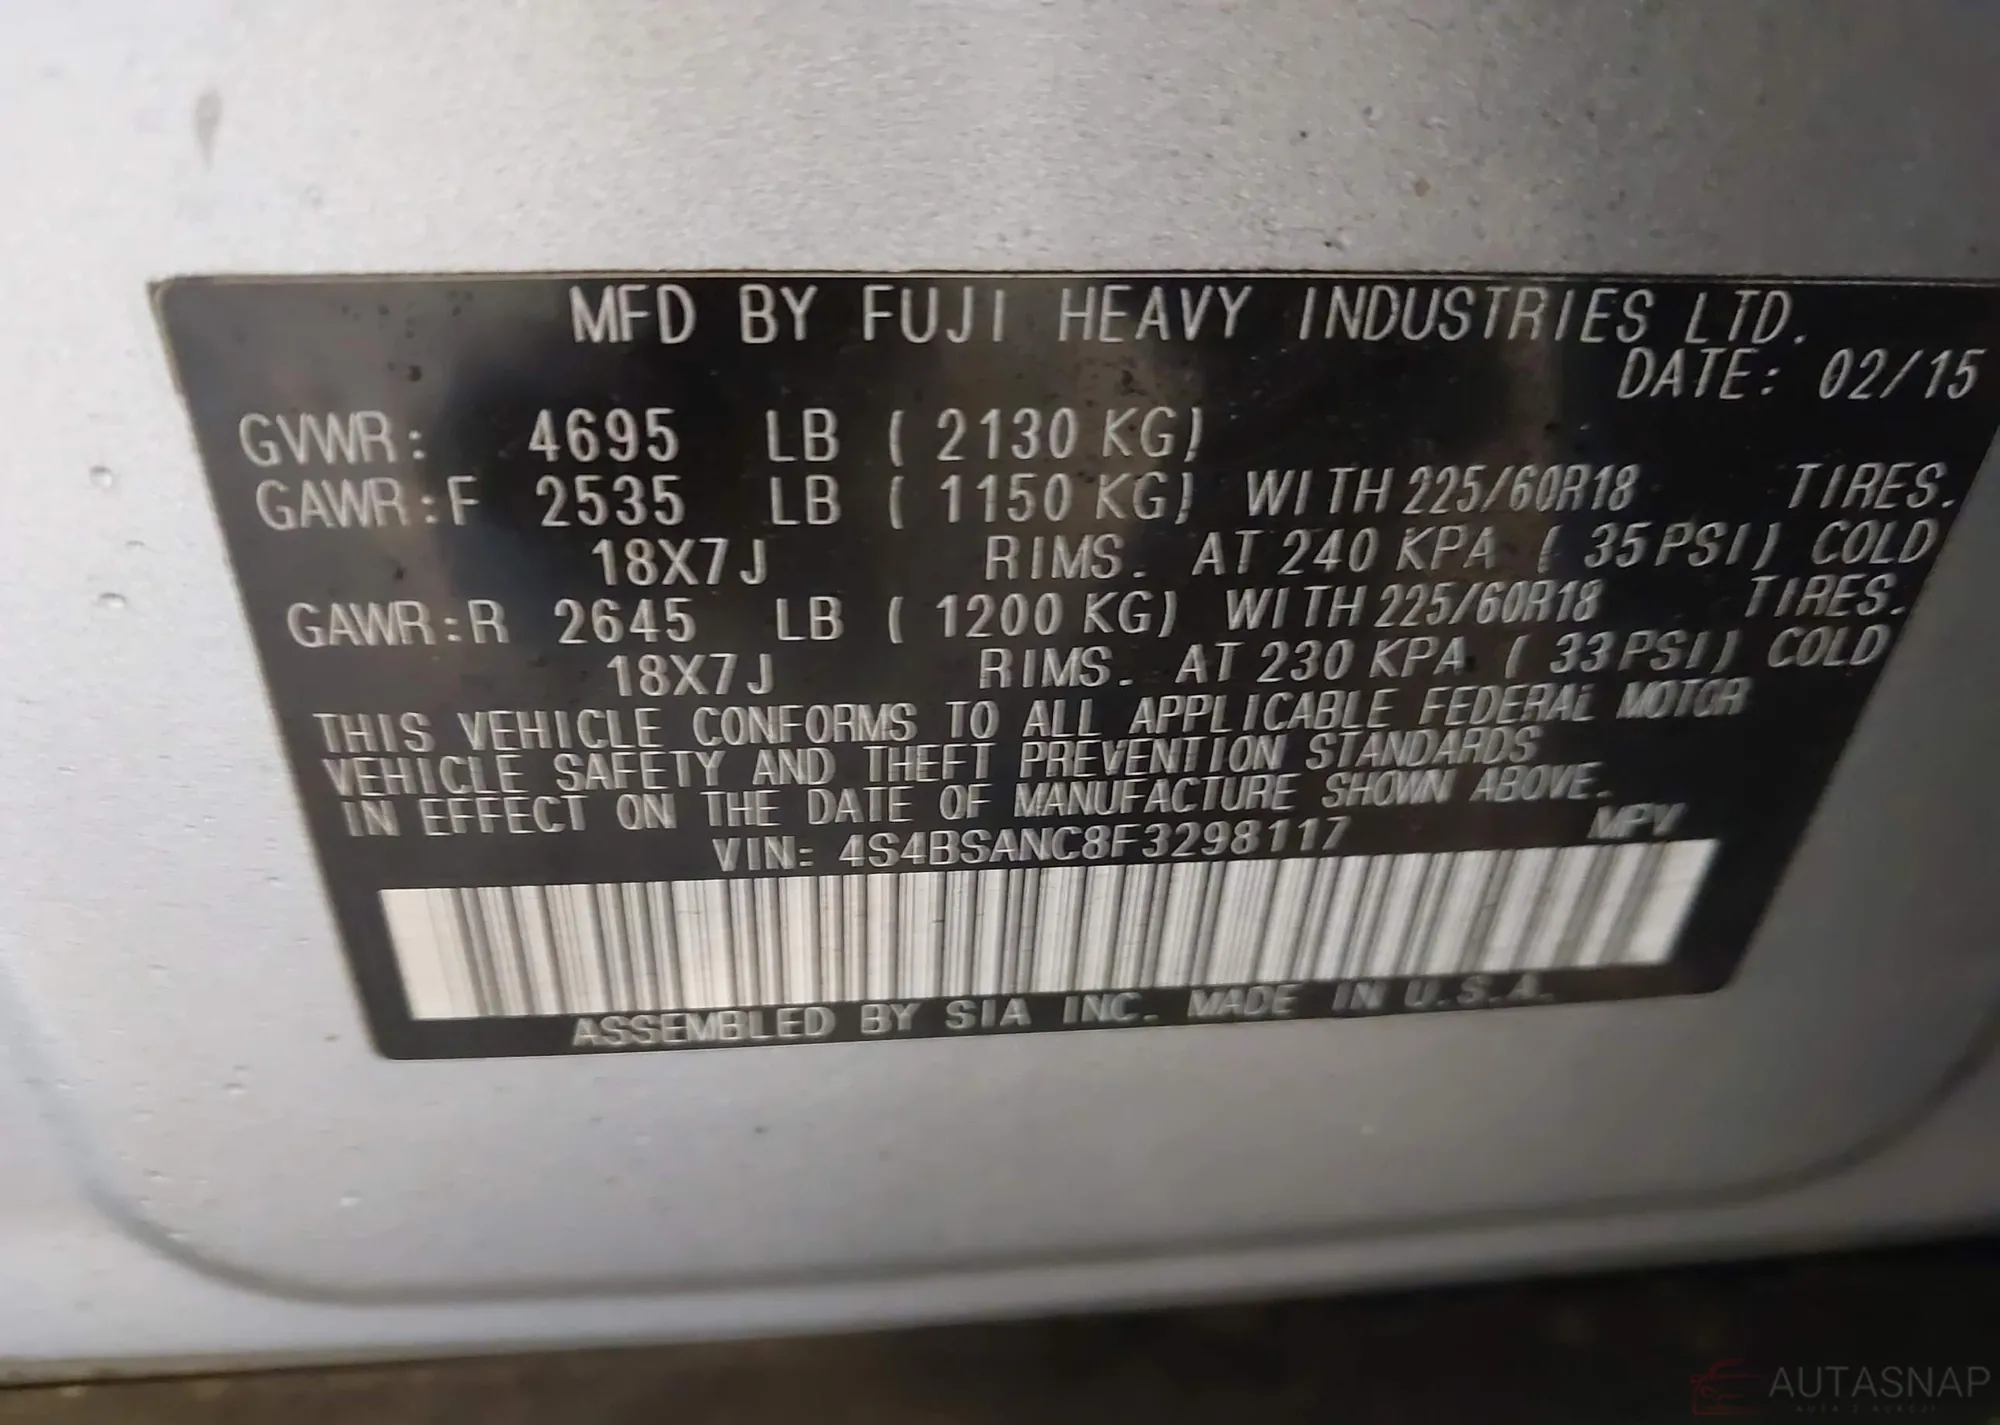 MFD BY FUJI HEAVY INDUSTRIES LTD.
DATE: 02/15
GVWR: 4695 LB ( 2130 KG)
GAWR:F 2535 LB ( 1150 KG) WITH 225/60R18 TIRES.
18X7J RIMS. AT 240 KPA ( 35PSI) COLD
GAWR:R 2645 LB ( 1200 KG) WITH 225/60R18 TIRES.
18X7J RIMS. AT 230 KPA ( 33PSI) COLD
THIS VEHICLE CONFORMS TO ALL APPLICABLE FEDERAL MOTOR
VEHICLE SAFETY AND THEFT PREVENTION STANDARDS
IN EFFECT ON THE DATE OF MANUFACTURE SHOWN ABOVE.
VIN: 4S4BSANC8F3298117 MPV
ASSEMBLED BY SIA INC. MADE IN U.S.A.
AUTASNAP
AUTA Z AUKCJI